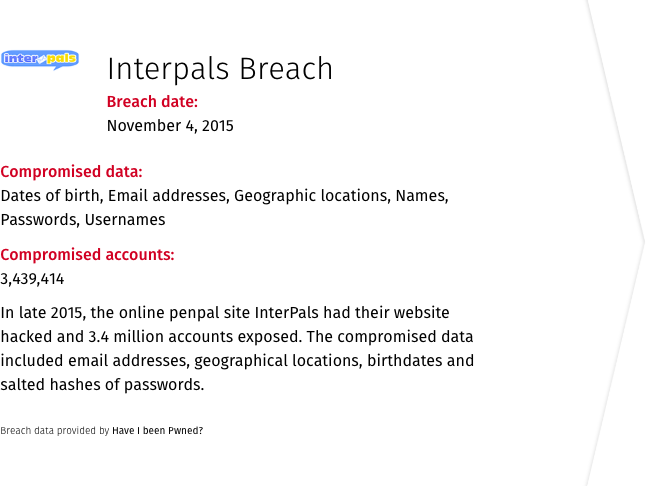 inter pals
Interpals Breach
Breach date:
November 4, 2015
Compromised data:
Dates of birth, Email addresses, Geographic locations, Names,
Passwords, Usernames
Compromised accounts:
3,439,414
In late 2015, the online penpal site InterPals had their website
hacked and 3.4 million accounts exposed. The compromised data
included email addresses, geographical locations, birthdates and
salted hashes of passwords.
Breach data provided by Have I been Pwned?